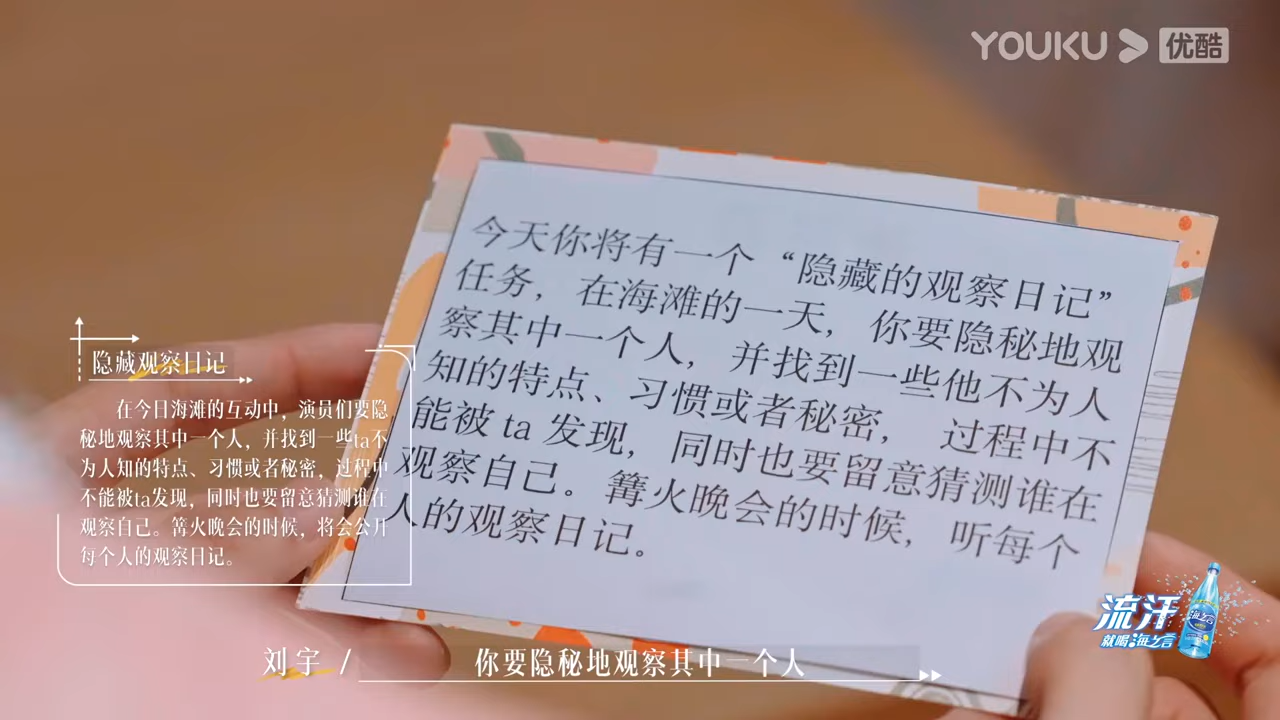 YOUKU 优酷
今天你将有一个“隐藏的观察日记”
任务，在海滩的一天，你要隐秘地观
察其中一个人，并找到一些他不为人
知的特点、习惯或者秘密，过程中不
能被ta发现，同时也要留意猜测谁在
观察自己。篝火晚会的时候，听每个
人的观察日记。
隐藏观察日记
在今日海滩的互动中，演员们要隐
秘地观察其中一个人，并找到一些ta不
为人知的特点、习惯或者秘密，过程中
不能被ta发现，同时也要留意猜测谁在
观察自己。篝火晚会的时候，将会公开
每个人的观察日记。
流汗
就喝海之言
海之言
刘宇 / 你要隐秘地观察其中一个人